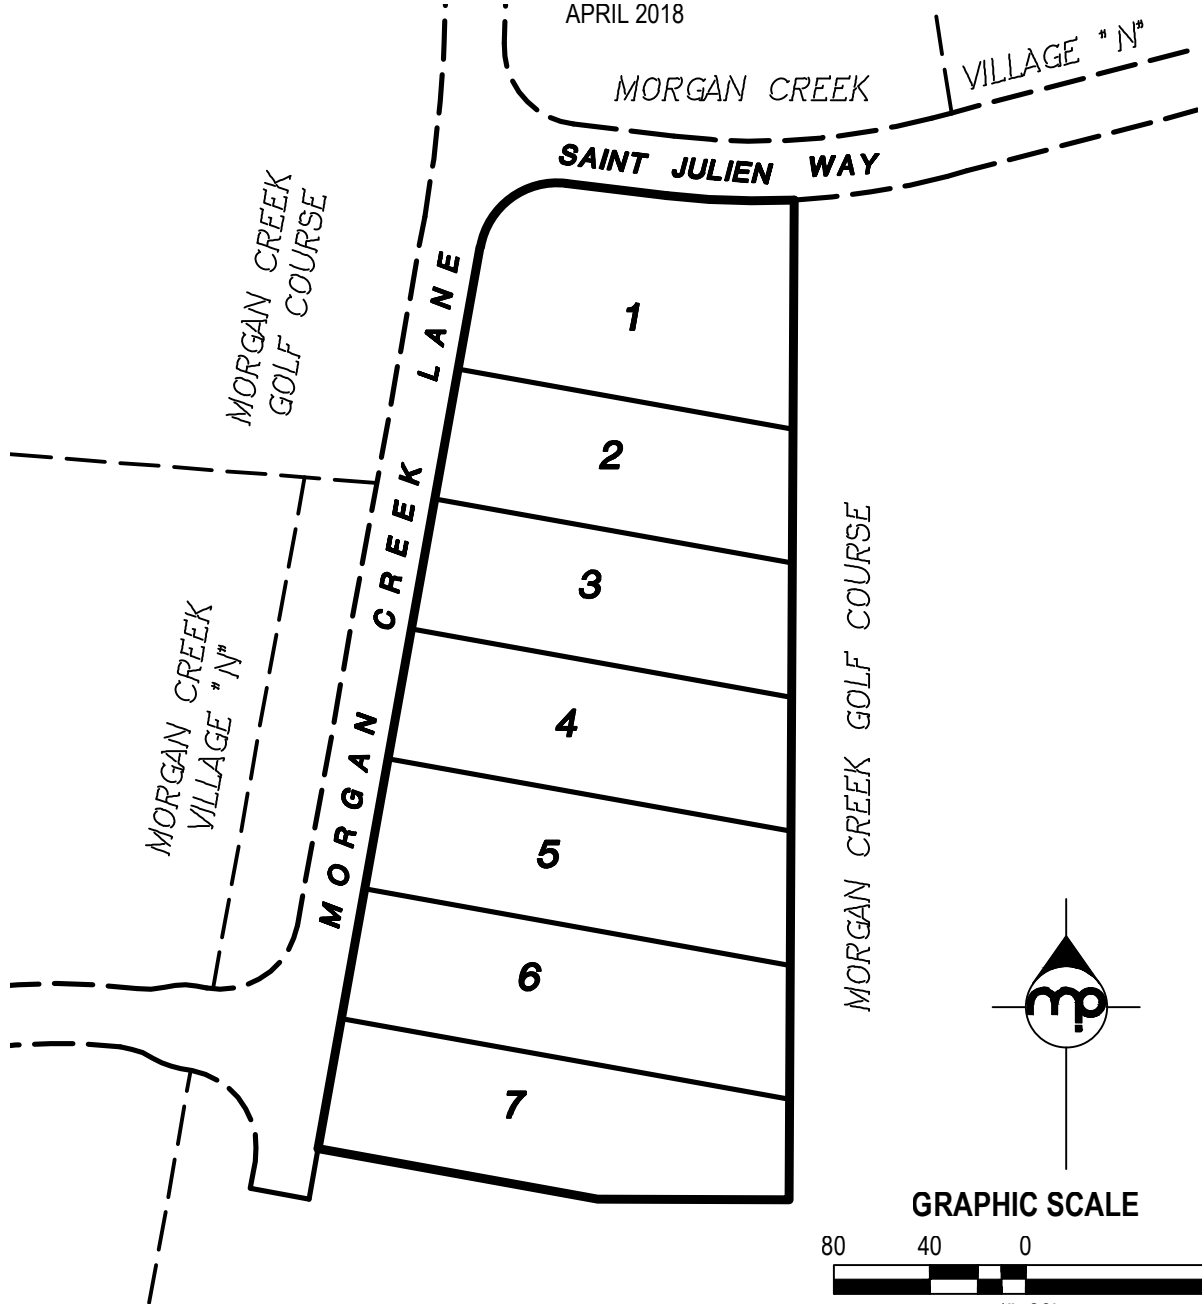 APRIL 2018
MORGAN CREEK
VILLAGE "N"
SAINT JULIEN WAY
MORGAN CREEK
GOLF COURSE
MORGAN CREEK LANE
1
2
3
4
5
6
7
MORGAN CREEK
VILLAGE "N"
MORGAN CREEK GOLF COURSE
GRAPHIC SCALE
80 40 0